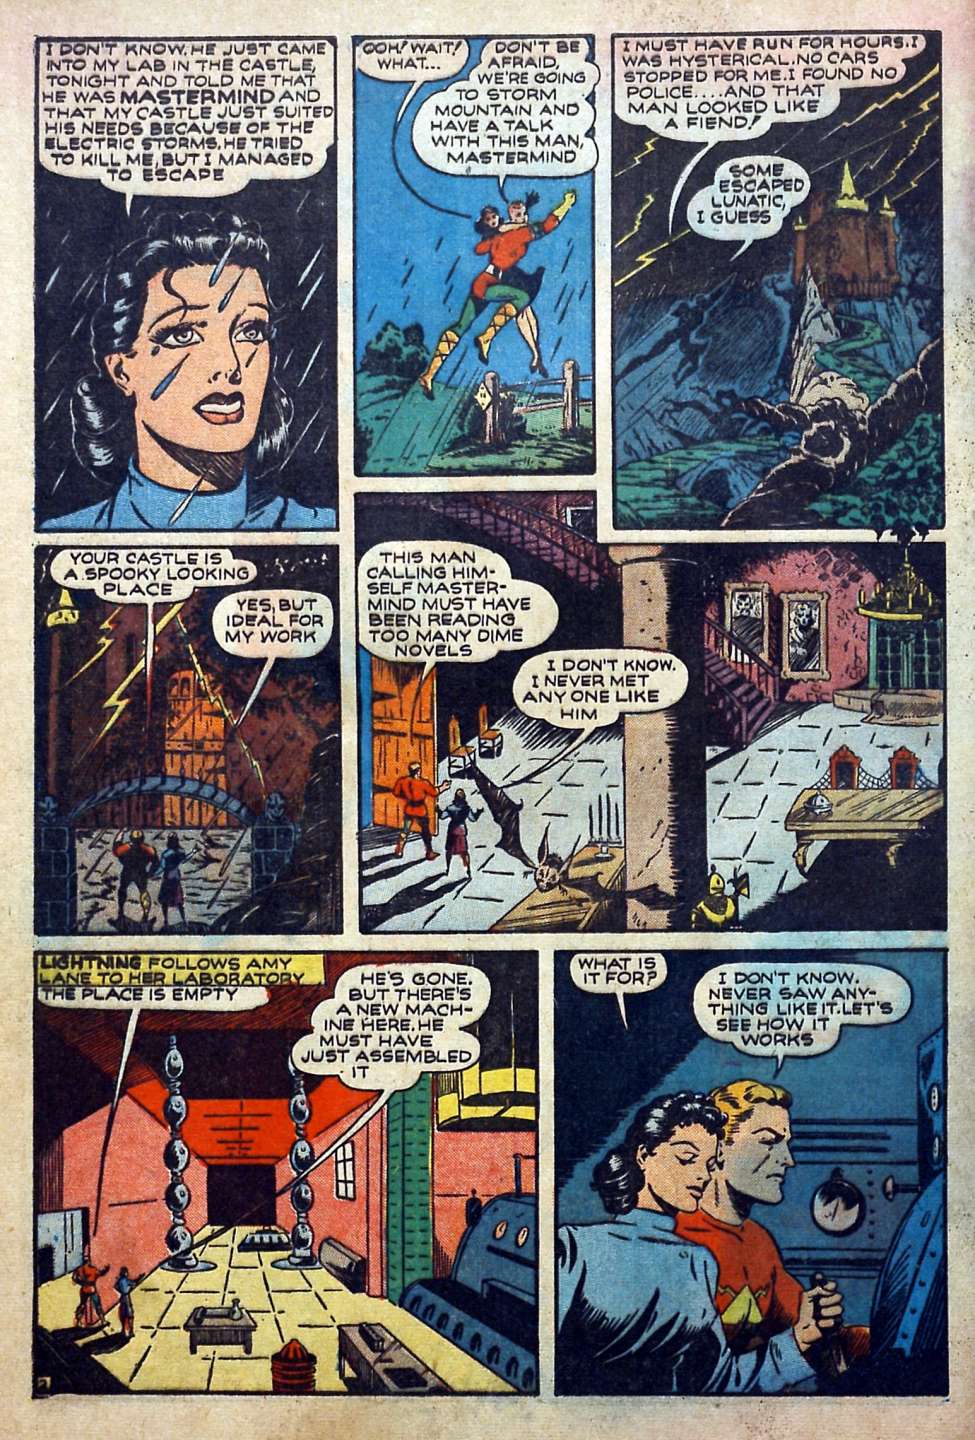 I DON'T KNOW. HE JUST CAME
INTO MY LAB IN THE CASTLE,
TONIGHT AND TOLD ME THAT
HE WAS MASTERMIND AND
THAT MY CASTLE JUST SUITED
HIS NEEDS BECAUSE OF THE
ELECTRIC STORMS. HE TRIED
TO KILL ME, BUT I MANAGED
TO ESCAPE
OOH! WAIT!
WHAT...
DON'T BE
AFRAID,
WE'RE GOING
TO STORM
MOUNTAIN AND
HAVE A TALK
WITH THIS MAN,
MASTERMIND
I MUST HAVE RUN FOR HOURS. I
WAS HYSTERICAL. NO CARS
STOPPED FOR ME. I FOUND NO
POLICE....AND THAT
MAN LOOKED LIKE
A FIEND!
SOME
ESCAPED
LUNATIC,
I GUESS
YOUR CASTLE IS
A SPOOKY LOOKING
PLACE
YES, BUT
IDEAL FOR
MY WORK
THIS MAN
CALLING HIM-
SELF MASTER-
MIND MUST HAVE
BEEN READING
TOO MANY DIME
NOVELS
I DON'T KNOW.
I NEVER MET
ANY ONE LIKE
HIM
LIGHTNING FOLLOWS AMY
LANE TO HER LABORATORY...
THE PLACE IS EMPTY
HE'S GONE.
BUT THERE'S
A NEW MACH-
INE HERE. HE
MUST HAVE
JUST ASSEMBLED
IT
WHAT IS
IT FOR?
I DON'T KNOW.
NEVER SAW ANY-
THING LIKE IT. LET'S
SEE HOW IT
WORKS
2